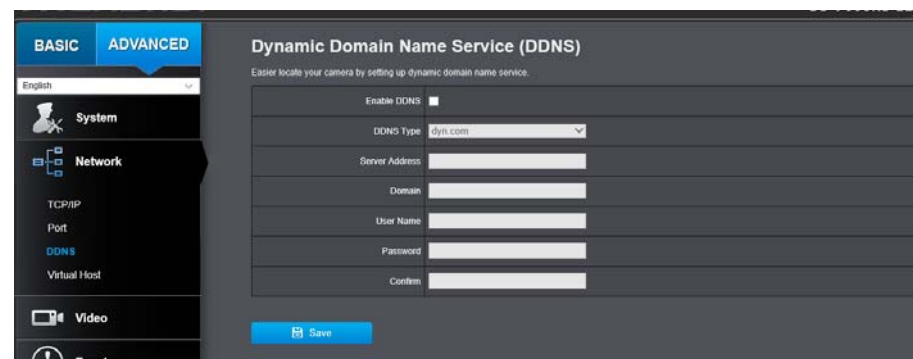 BASIC ADVANCED
English
System
Network
TCP/IP
Port
DDNS
Virtual Host
Video
Dynamic Domain Name Service (DDNS)
Easier locate your camera by setting up dynamic domain name service.
Enable DDNS
DDNS Type dyn.com
Server Address
Domain
User Name
Password
Confirm
Save